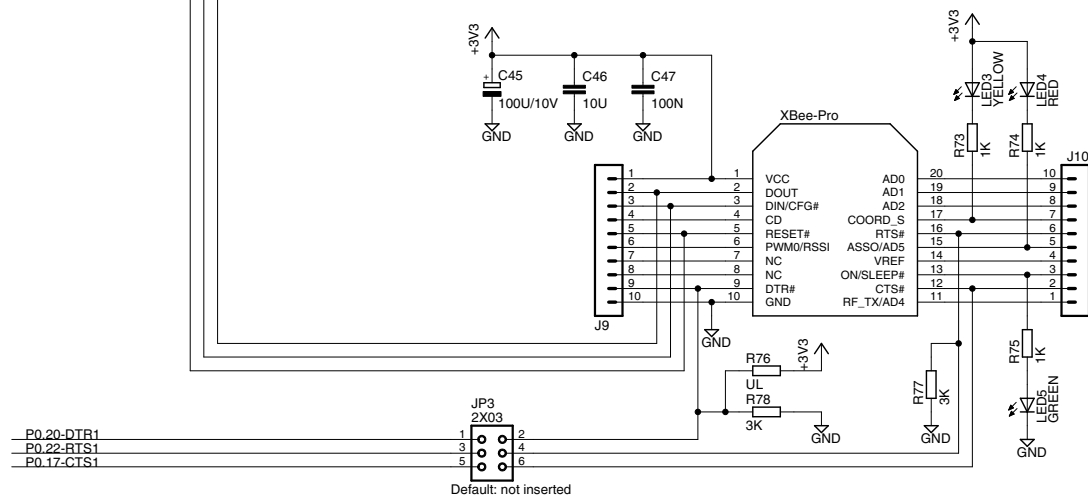 +3V3
C45
100U/10V
GND
C46
10U
GND
C47
100N
GND
+3V3
LED3
YELLOW
LED4
RED
R73
1K
R74
1K
XBee-Pro
J10
1 1 VCC AD0 20 10
2 2 DOUT AD1 19 9
3 3 DIN/CFG# AD2 18 8
4 4 CD COORD_S 17 7
5 5 RESET# RTS# 16 6
6 6 PWM0/RSSI ASSO/AD5 15 5
7 7 NC VREF 14 4
8 8 NC ON/SLEEP# 13 3
9 9 DTR# CTS# 12 2
10 10 GND RF_TX/AD4 11 1
J9
GND
R76
UL
+3V3
R78
3K
GND
R77
3K
GND
R75
1K
LED5
GREEN
GND
JP3
2X03
P0.20-DTR1 1 2
P0.22-RTS1 3 4
P0.17-CTS1 5 6
Default: not inserted